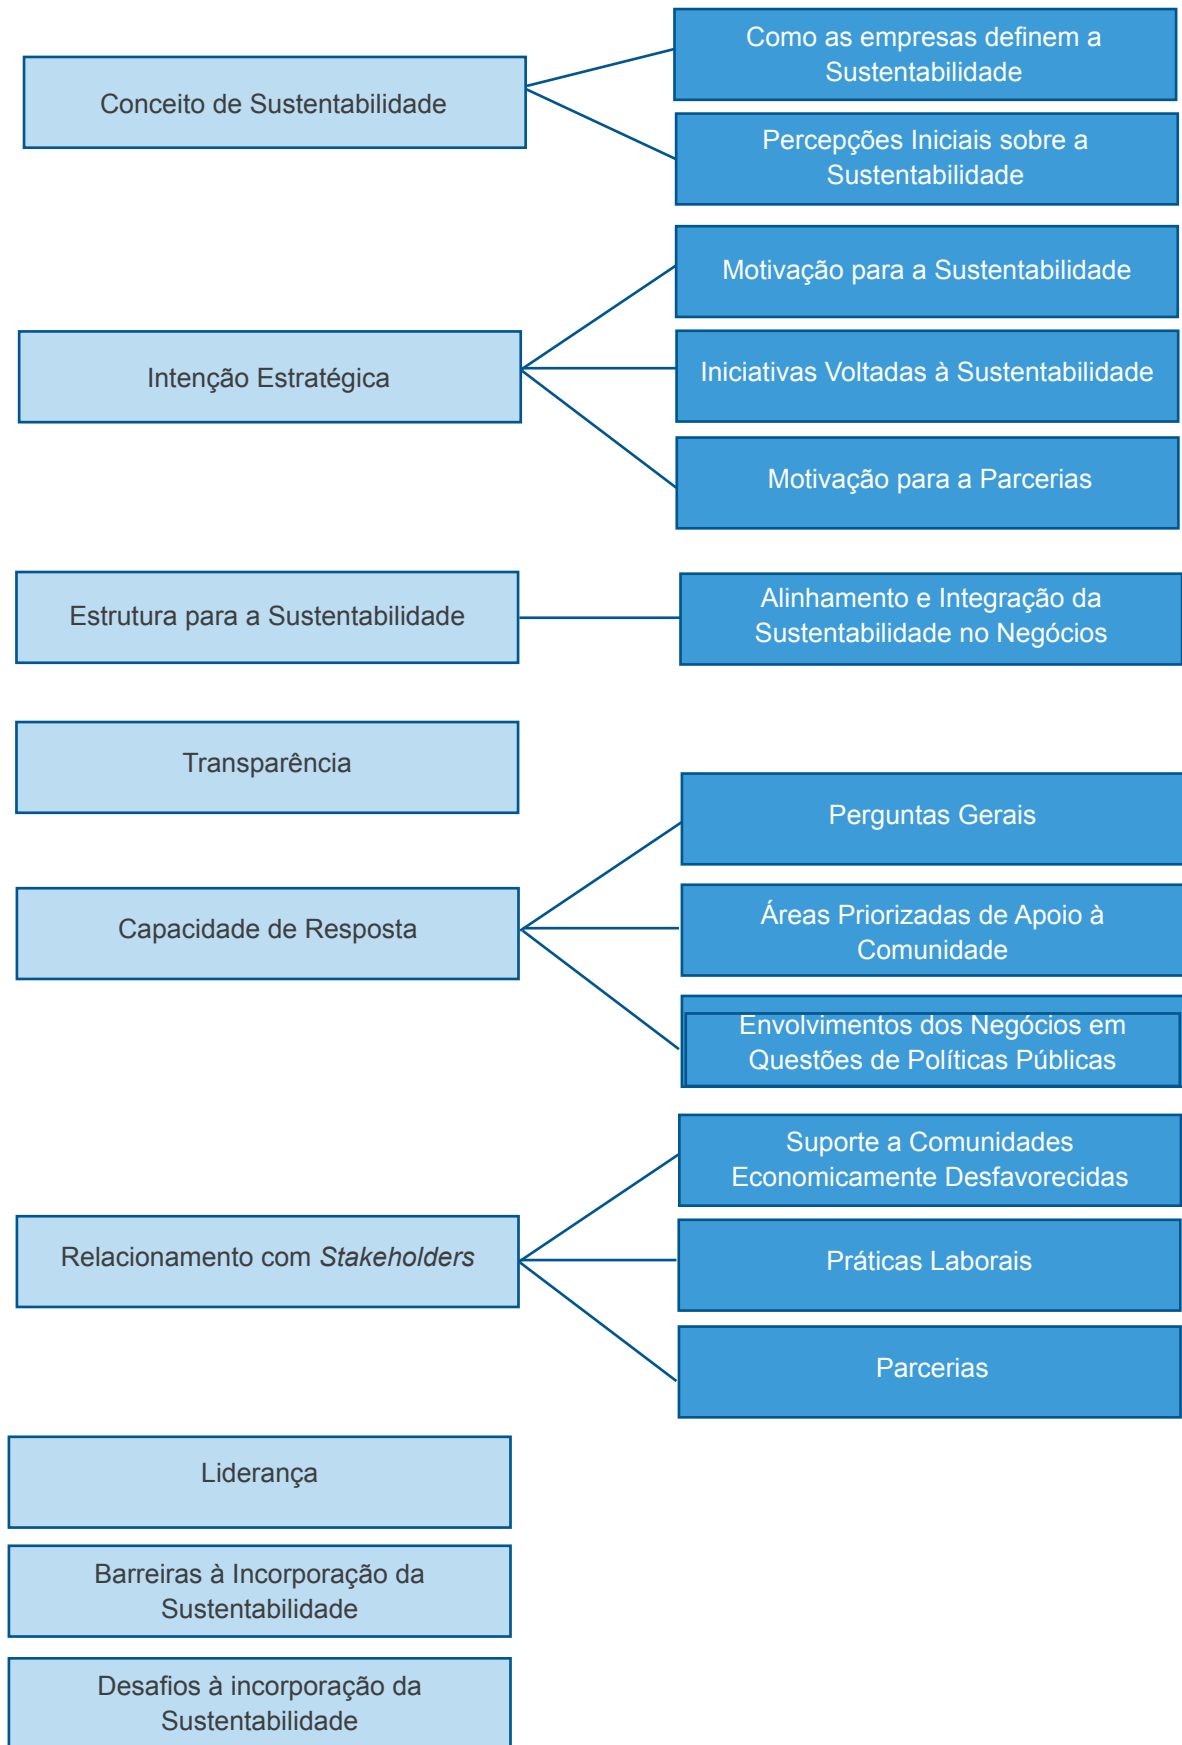 Conceito de Sustentabilidade
Como as empresas definem a
Sustentabilidade
Percepções Iniciais sobre a
Sustentabilidade
Intenção Estratégica
Motivação para a Sustentabilidade
Iniciativas Voltadas à Sustentabilidade
Motivação para a Parcerias
Estrutura para a Sustentabilidade
Alinhamento e Integração da
Sustentabilidade no Negócios
Transparência
Capacidade de Resposta
Perguntas Gerais
Áreas Priorizadas de Apoio à
Comunidade
Envolvimentos dos Negócios em
Questões de Políticas Públicas
Relacionamento com Stakeholders
Suporte a Comunidades
Economicamente Desfavorecidas
Práticas Laborais
Parcerias
Liderança
Barreiras à Incorporação da
Sustentabilidade
Desafios à incorporação da
Sustentabilidade